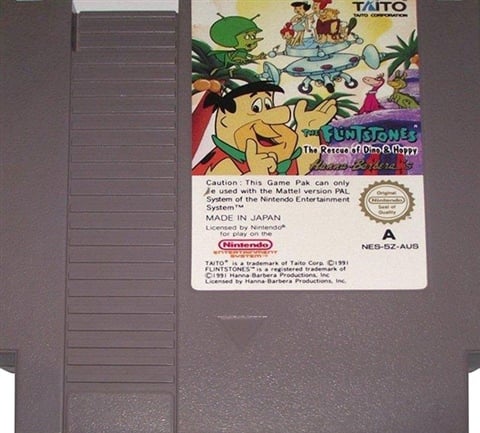 TAITO
TAITO CORPORATION
THE FLINTSTONES
The Rescue of Dino & Hoppy
Hanna-Barbera's
Caution : This Game Pak can only
be used with the Mattel version PAL
System of the Nintendo Entertainment
System™
MADE IN JAPAN
Licensed by Nintendo®
for play on the
Nintendo
ENTERTAINMENT
SYSTEM™
Original
Nintendo
Seal of
Quality
A
NES-5Z-AUS
TAITO® is a trademark of Taito Corp. ©1991
FLINTSTONES™ is a registered trademark of
©1991 Hanna-Barbera Productions, Inc
Licensed by Hanna-Barbera Productions, Inc.